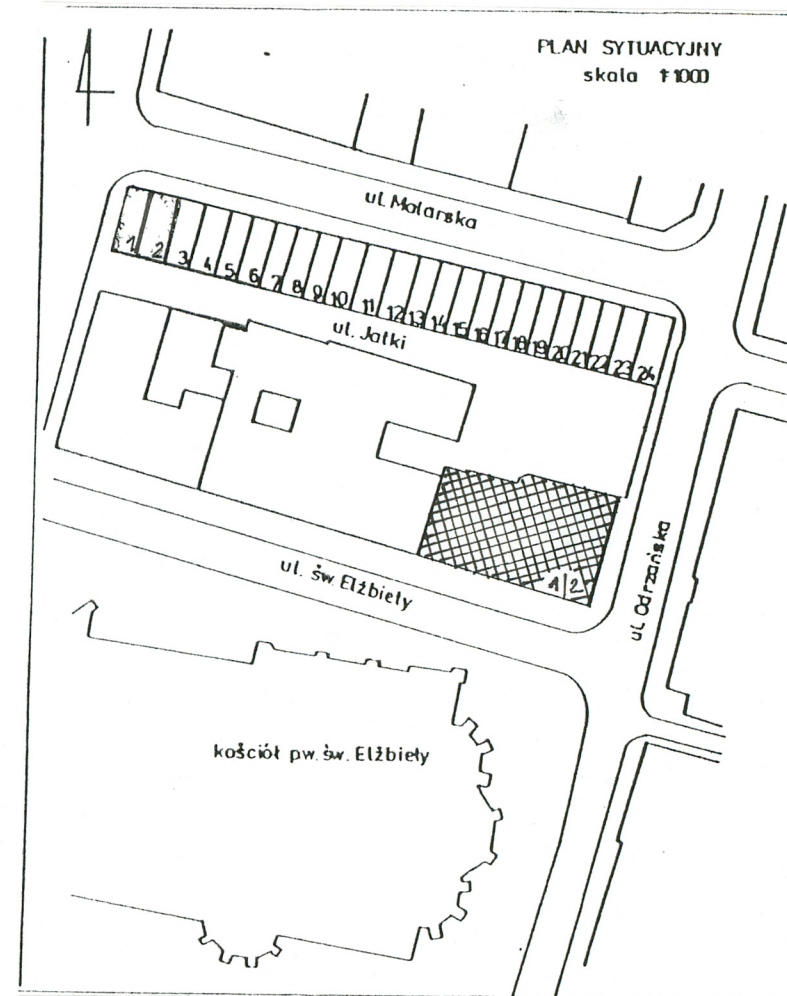 PLAN SYTUACYJNY
skala 1:1000
ul. Malarska
1 2 3 4 5 6 7 8 9 10 11 12 13 14 15 16 17 18 19 20 21 22 23 24
ul. Jatki
1/2
ul. św. Elżbiety
ul. Odrzańska
kościół pw. św. Elżbiety